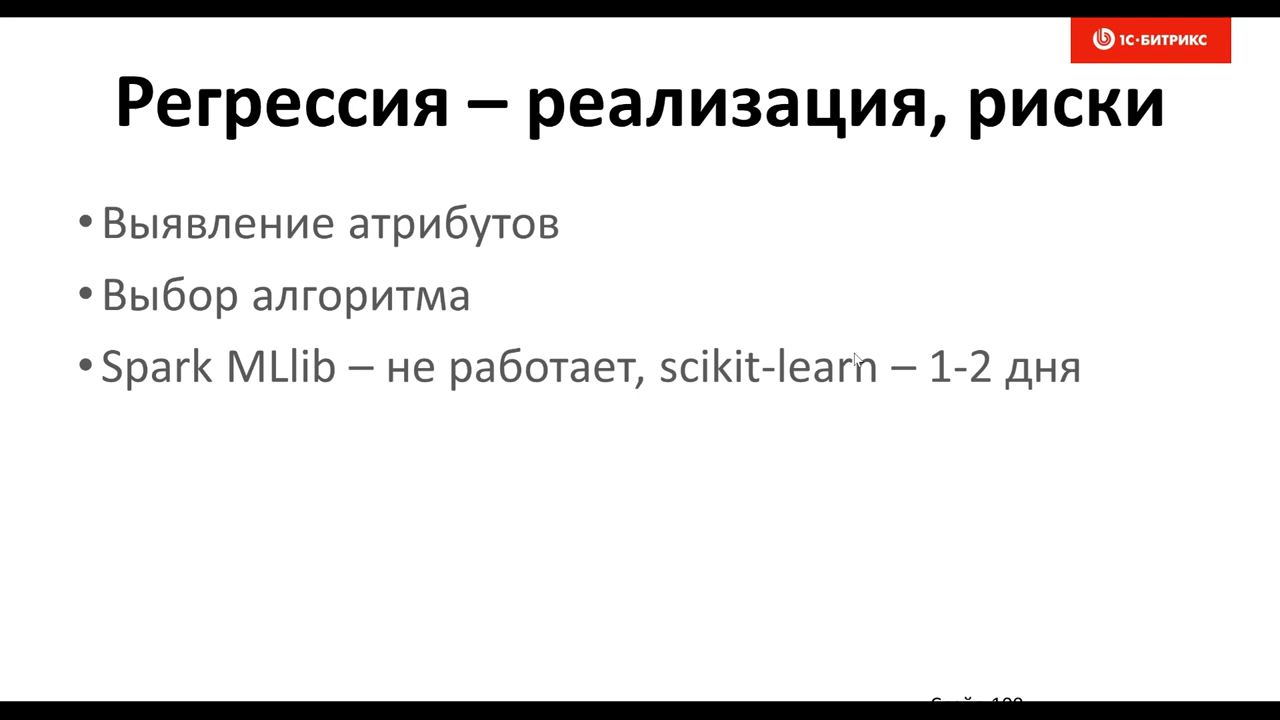 1С·БИТРИКС
Регрессия – реализация, риски
• Выявление атрибутов
• Выбор алгоритма
• Spark MLlib – не работает, scikit-learn – 1-2 дня